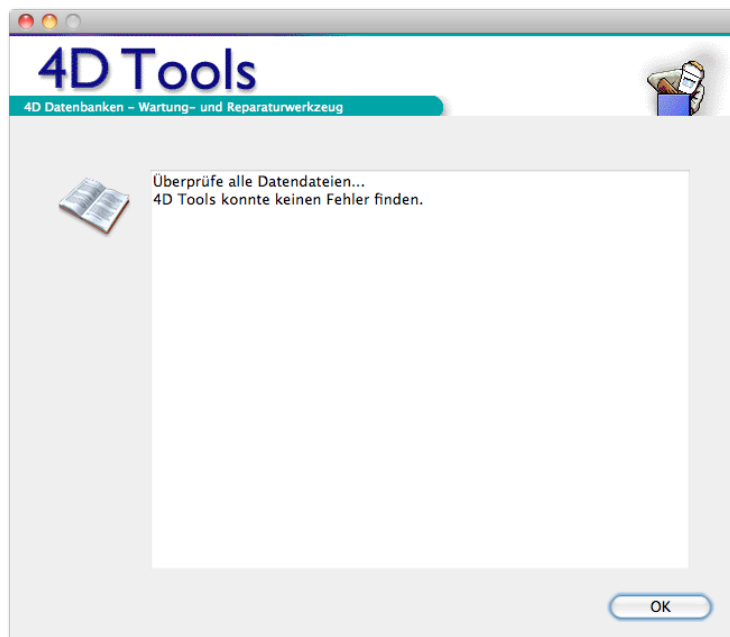 4D Tools
4D Datenbanken – Wartung- und Reparaturwerkzeug
Überprüfe alle Datendateien...
4D Tools konnte keinen Fehler finden.
OK